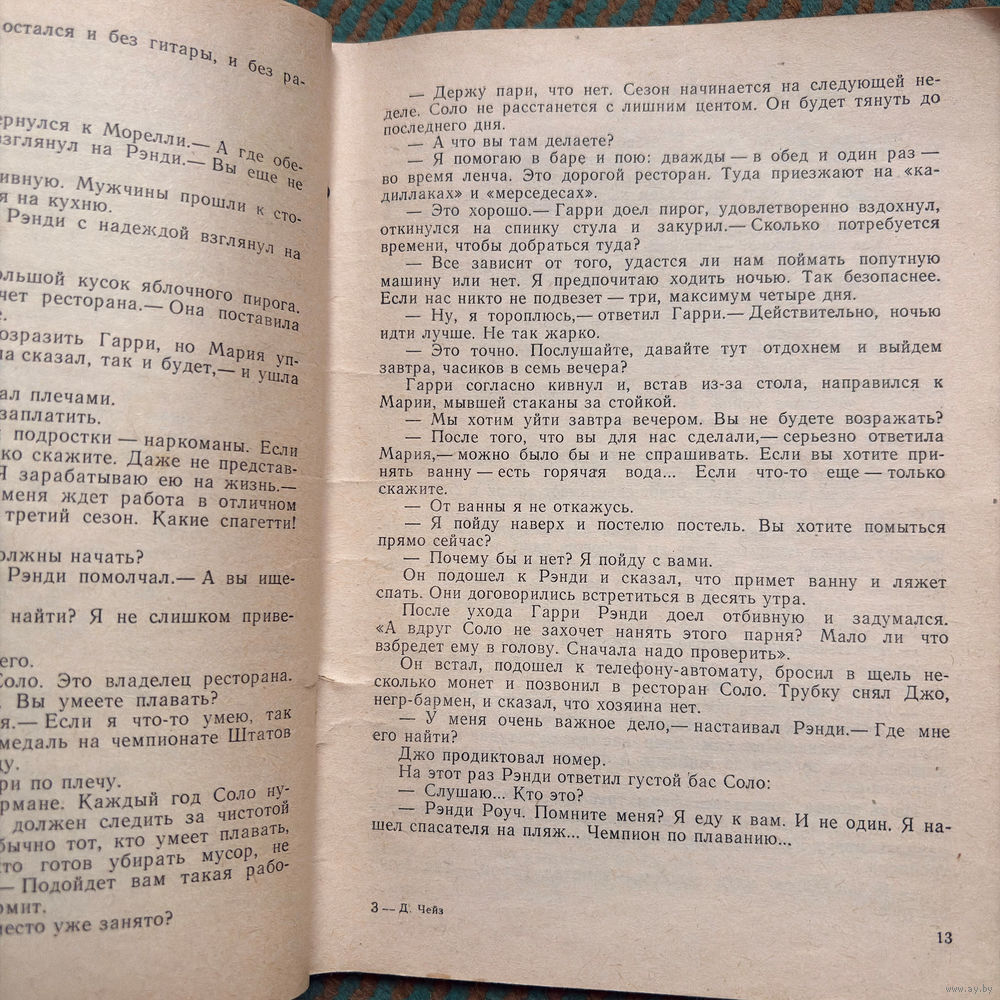 остался и без гитары, и без ра-
ернулся к Морелли.— А где обе-
взглянул на Рэнди.— Вы еще не
ивную. Мужчины прошли к сто-
я на кухню.
Рэнди с надеждой взглянул на
ольшой кусок яблочного пирога.
чет ресторана.— Она поставила
е.
озразить Гарри, но Мария уп-
ла сказал, так и будет,— и ушла
ал плечами.
заплатить.
подростки — наркоманы. Если
ко скажите. Даже не представ-
Я зарабатываю ею на жизнь.—
меня ждет работа в отличном
третий сезон. Какие спагетти!
олжны начать?
Рэнди помолчал.— А вы ище-
найти? Я не слишком приве-
его.
Соло. Это владелец ресторана.
Вы умеете плавать?
я.— Если я что-то умею, так
медаль на чемпионате Штатов
ду.
ри по плечу.
рмане. Каждый год Соло ну-
должен следить за чистотой
бычно тот, кто умеет плавать,
то готов убирать мусор, не
— Подойдет вам такая рабо-
омит.
место уже занято?
— Держу пари, что нет. Сезон начинается на следующей не-
деле. Соло не расстанется с лишним центом. Он будет тянуть до
последнего дня.
— А что вы там делаете?
— Я помогаю в баре и пою: дважды — в обед и один раз —
во время ленча. Это дорогой ресторан. Туда приезжают на «ка-
диллаках» и «мерседесах».
— Это хорошо.— Гарри доел пирог, удовлетворенно вздохнул,
откинулся на спинку стула и закурил.— Сколько потребуется
времени, чтобы добраться туда?
— Все зависит от того, удастся ли нам поймать попутную
машину или нет. Я предпочитаю ходить ночью. Так безопаснее.
Если нас никто не подвезет — три, максимум четыре дня.
— Ну, я тороплюсь,— ответил Гарри.— Действительно, ночью
идти лучше. Не так жарко.
— Это точно. Послушайте, давайте тут отдохнем и выйдем
завтра, часиков в семь вечера?
Гарри согласно кивнул и, встав из-за стола, направился к
Марии, мывшей стаканы за стойкой.
— Мы хотим уйти завтра вечером. Вы не будете возражать?
— После того, что вы для нас сделали,— серьезно ответила
Мария,— можно было бы и не спрашивать. Если вы хотите при-
нять ванну — есть горячая вода... Если что-то еще — только
скажите.
— От ванны я не откажусь.
— Я пойду наверх и постелю постель. Вы хотите помыться
прямо сейчас?
— Почему бы и нет? Я пойду с вами.
Он подошел к Рэнди и сказал, что примет ванну и ляжет
спать. Они договорились встретиться в десять утра.
После ухода Гарри Рэнди доел отбивную и задумался.
«А вдруг Соло не захочет нанять этого парня? Мало ли что
взбредет ему в голову. Сначала надо проверить».
Он встал, подошел к телефону-автомату, бросил в щель не-
сколько монет и позвонил в ресторан Соло. Трубку снял Джо,
негр-бармен, и сказал, что хозяина нет.
— У меня очень важное дело,— настаивал Рэнди.— Где мне
его найти?
Джо продиктовал номер.
На этот раз Рэнди ответил густой бас Соло:
— Слушаю... Кто это?
— Рэнди Роуч. Помните меня? Я еду к вам. И не один. Я на-
шел спасателя на пляж... Чемпион по плаванию...
3 — Д. Чейз
13
www.ay.by